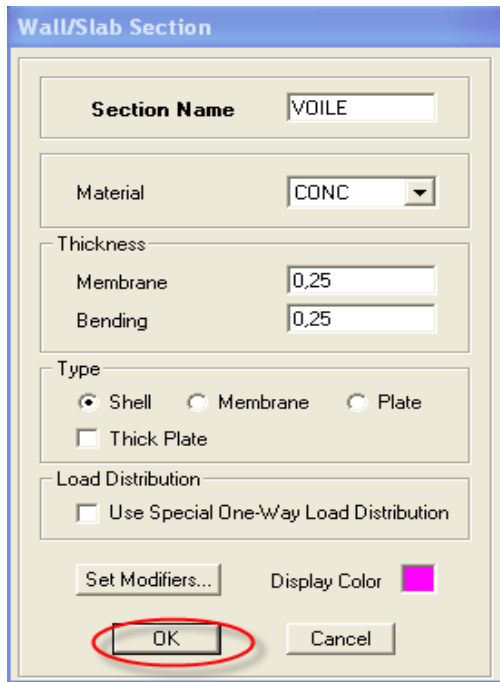 Wall/Slab Section
Section Name VOILE
Material CONC
Thickness
Membrane 0,25
Bending 0,25
Type
Shell Membrane Plate
Thick Plate
Load Distribution
Use Special One-Way Load Distribution
Set Modifiers... Display Color
OK Cancel